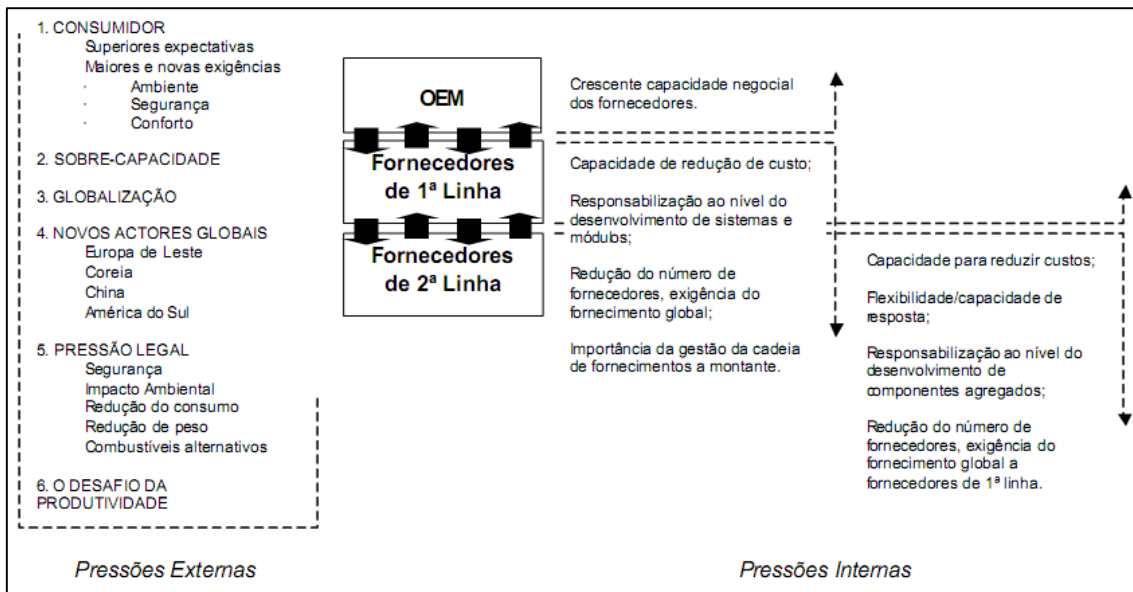 1. CONSUMIDOR
Superiores expectativas
Maiores e novas exigências
· Ambiente
· Segurança
· Conforto
2. SOBRE-CAPACIDADE
3. GLOBALIZAÇÃO
4. NOVOS ACTORES GLOBAIS
Europa de Leste
Coreia
China
América do Sul
5. PRESSÃO LEGAL
Segurança
Impacto Ambiental
Redução do consumo
Redução de peso
Combustíveis alternativos
6. O DESAFIO DA
PRODUTIVIDADE
Pressões Externas
OEM
Fornecedores
de 1ª Linha
Fornecedores
de 2ª Linha
Crescente capacidade negocial
dos fornecedores.
Capacidade de redução de custo;
Responsabilização ao nível do
desenvolvimento de sistemas e
módulos;
Redução do número de
fornecedores, exigência do
fornecimento global;
Importância da gestão da cadeia
de fornecimentos a montante.
Capacidade para reduzir custos;
Flexibilidade/capacidade de
resposta;
Responsabilização ao nível do
desenvolvimento de
componentes agregados;
Redução do número de
fornecedores, exigência do
fornecimento global a
fornecedores de 1ª linha.
Pressões Internas